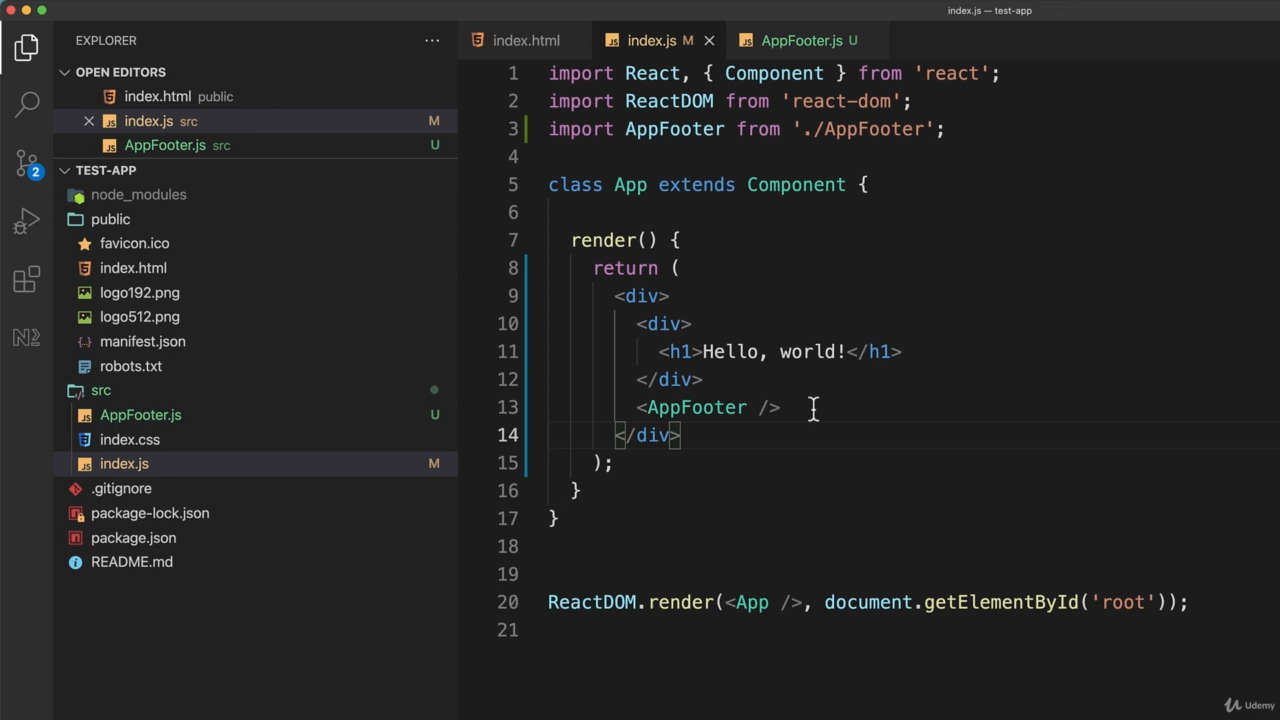 index.js — test-app
EXPLORER
OPEN EDITORS
index.html public
index.js src M
AppFooter.js src U
2
TEST-APP
node_modules
public
favicon.ico
index.html
logo192.png
logo512.png
manifest.json
robots.txt
src
AppFooter.js U
index.css
index.js M
.gitignore
package-lock.json
package.json
README.md
index.html index.js M AppFooter.js U
1 import React, { Component } from 'react';
2 import ReactDOM from 'react-dom';
3 import AppFooter from './AppFooter';
4
5 class App extends Component {
6
7   render() {
8     return (
9       <div>
10         <div>
11           <h1>Hello, world!</h1>
12         </div>
13         <AppFooter />
14       </div>
15     );
16   }
17 }
18
19
20 ReactDOM.render(<App />, document.getElementById('root'));
21
Udemy